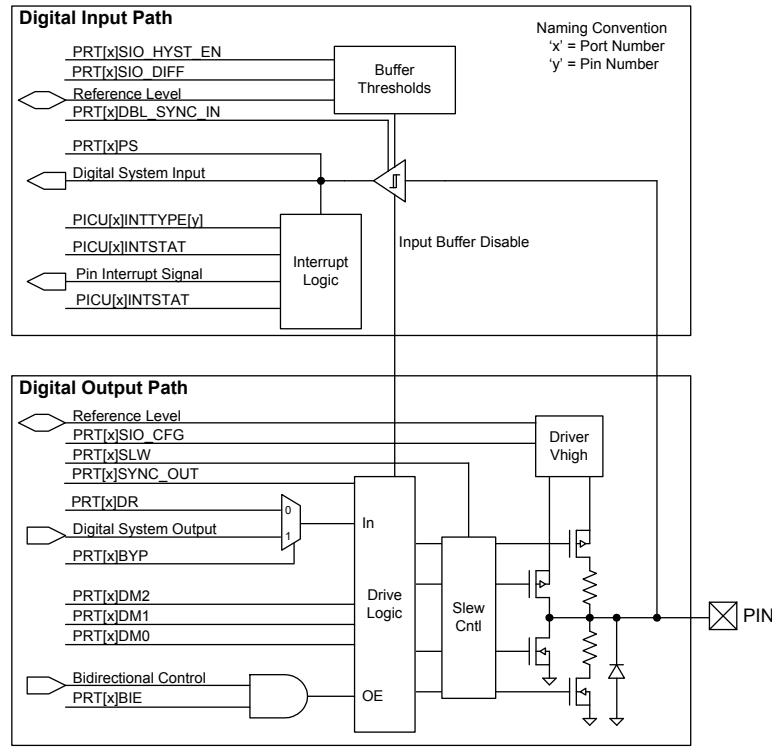 Digital Input Path
Naming Convention
‘x’ = Port Number
‘y’ = Pin Number
PRT[x]SIO_HYST_EN
PRT[x]SIO_DIFF
Reference Level
PRT[x]DBL_SYNC_IN
Buffer
Thresholds
PRT[x]PS
Digital System Input
PICU[x]INTTYPE[y]
PICU[x]INTSTAT
Pin Interrupt Signal
PICU[x]INTSTAT
Interrupt
Logic
Input Buffer Disable
Digital Output Path
Reference Level
PRT[x]SIO_CFG
PRT[x]SLW
PRT[x]SYNC_OUT
Driver
Vhigh
PRT[x]DR
Digital System Output
PRT[x]BYP
0
1
In
PRT[x]DM2
PRT[x]DM1
PRT[x]DM0
Drive
Logic
Slew
Cntl
PIN
Bidirectional Control
PRT[x]BIE
OE